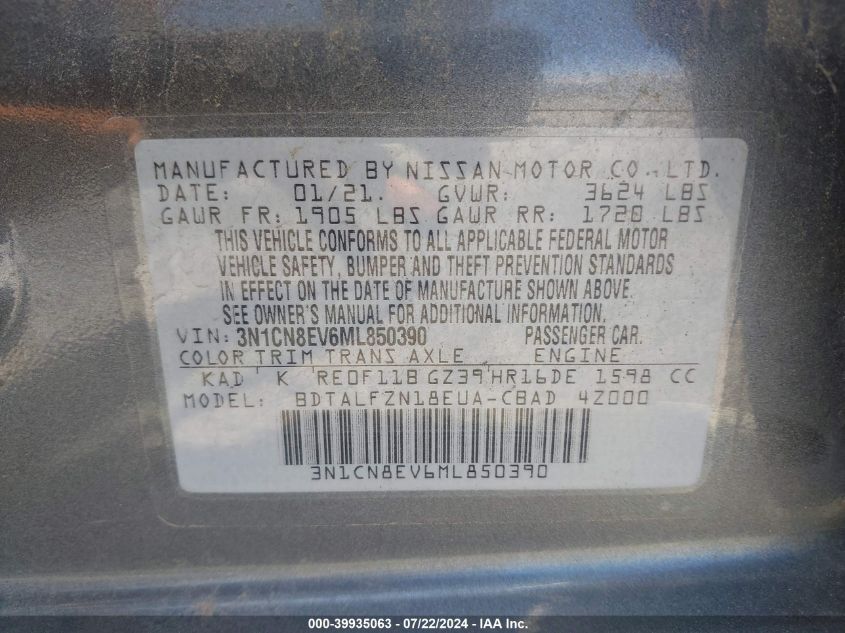 MANUFACTURED BY NISSAN MOTOR CO., LTD.
DATE: 01/21. GVWR: 3624 LBS
GAWR FR: 1905 LBS GAWR RR: 1720 LBS
THIS VEHICLE CONFORMS TO ALL APPLICABLE FEDERAL MOTOR
VEHICLE SAFETY, BUMPER AND THEFT PREVENTION STANDARDS
IN EFFECT ON THE DATE OF MANUFACTURE SHOWN ABOVE.
SEE OWNER'S MANUAL FOR ADDITIONAL INFORMATION.
VIN: 3N1CN8EV6ML850390 PASSENGER CAR.
COLOR TRIM TRANS AXLE ENGINE
KAD K RE0F11B GZ39 HR16DE 1598 CC
MODEL: BDTALFZN18EUA-CBAD 4Z000
3N1CN8EV6ML850390
000-39935063 / 07/22/2024 / IAAI.com